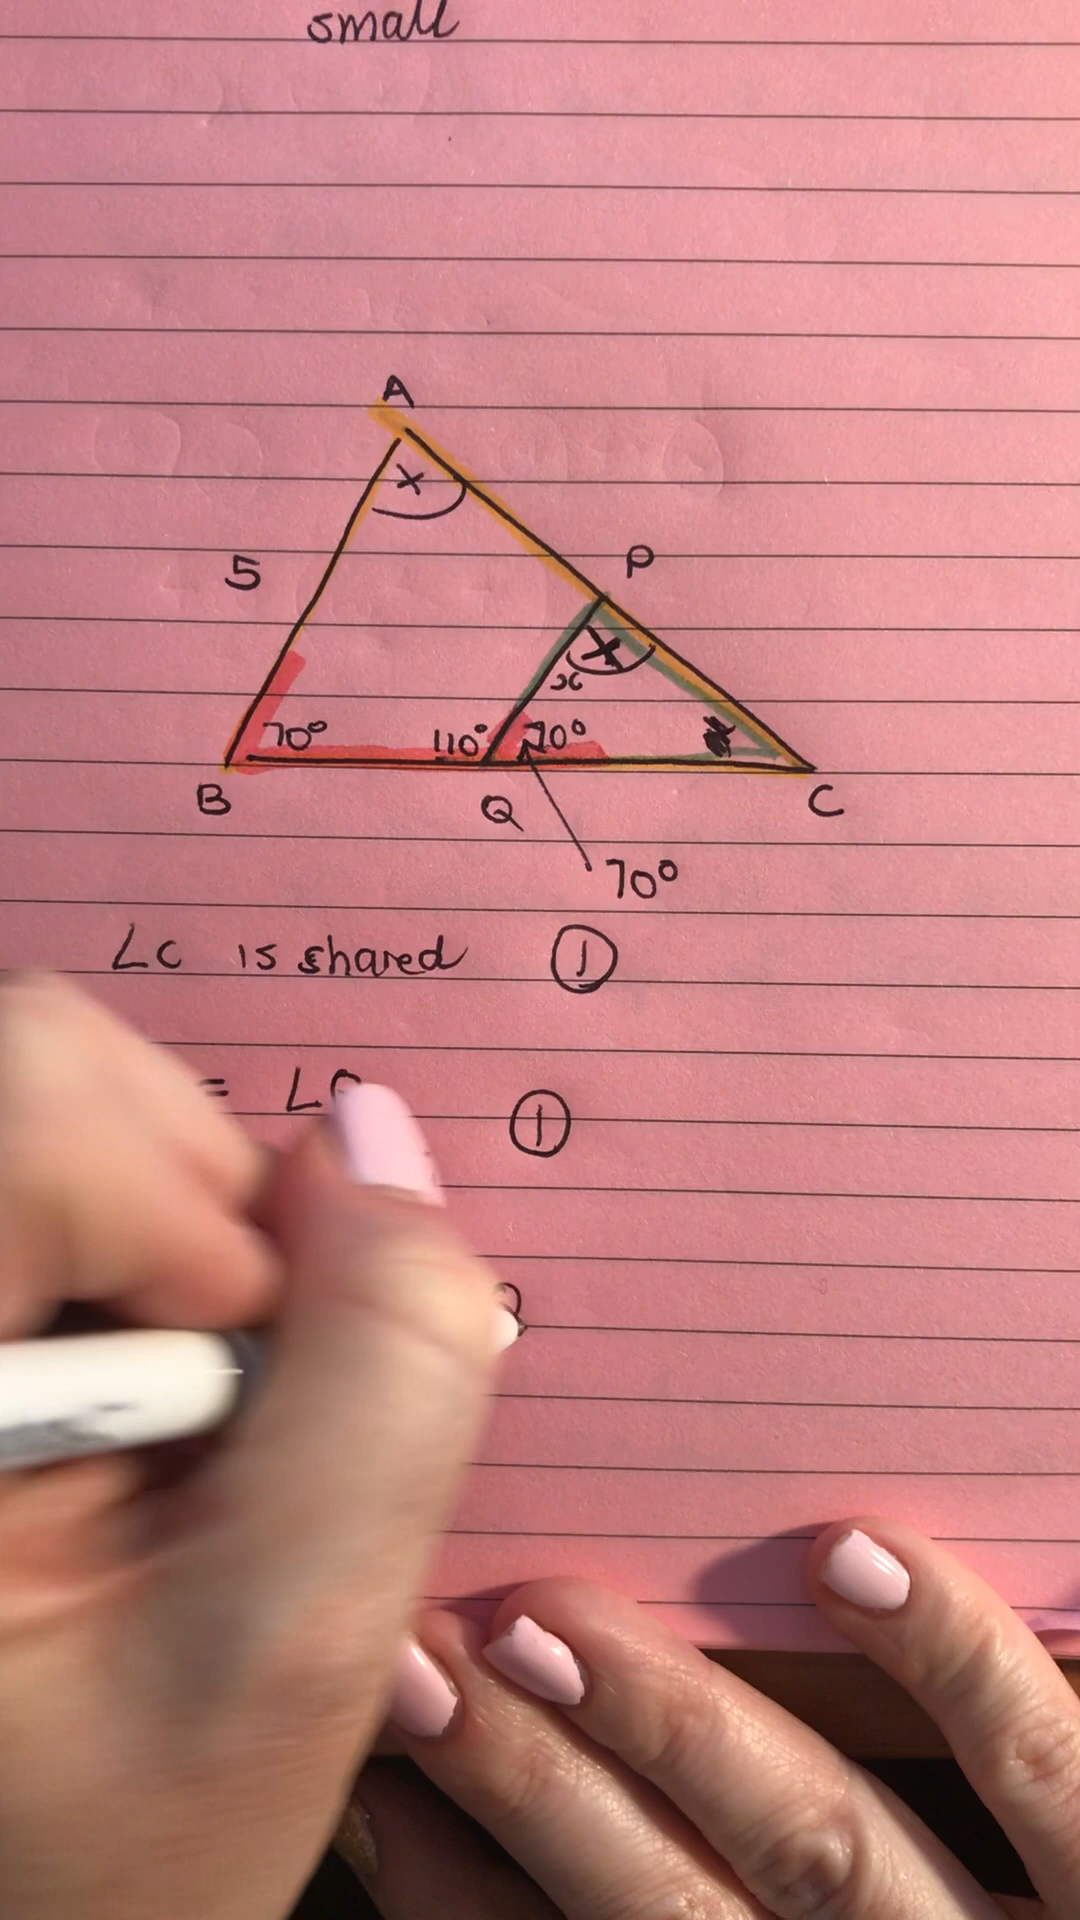 small
A
x
5
P
x
x
70° 110° 70°
B Q C
70°
∠C is shared ①
= ∠
①